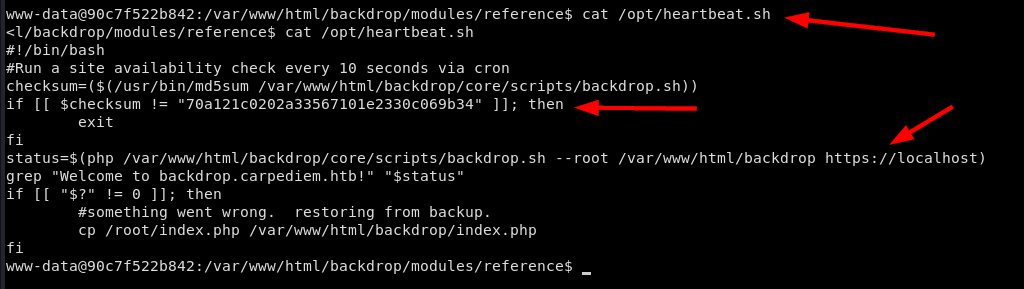 www-data@90c7f522b842:/var/www/html/backdrop/modules/reference$ cat /opt/heartbeat.sh
<l/backdrop/modules/reference$ cat /opt/heartbeat.sh
#!/bin/bash
#Run a site availability check every 10 seconds via cron
checksum=($(/usr/bin/md5sum /var/www/html/backdrop/core/scripts/backdrop.sh))
if [[ $checksum != "70a121c0202a33567101e2330c069b34" ]]; then
        exit
fi
status=$(php /var/www/html/backdrop/core/scripts/backdrop.sh --root /var/www/html/backdrop https://localhost)
grep "Welcome to backdrop.carpediem.htb!" "$status"
if [[ "$?" != 0 ]]; then
        #something went wrong.  restoring from backup.
        cp /root/index.php /var/www/html/backdrop/index.php
fi
www-data@90c7f522b842:/var/www/html/backdrop/modules/reference$ _